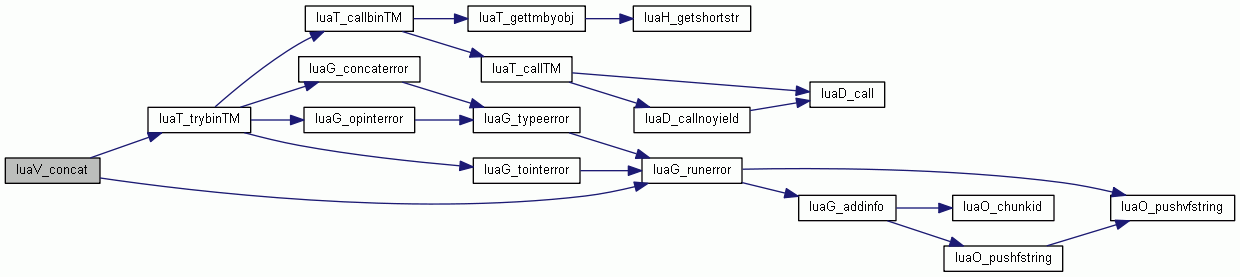 luaT_callbinTM
luaT_gettmbyobj
luaH_getshortstr
luaG_concaterror
luaT_callTM
luaD_call
luaT_trybinTM
luaG_opinterror
luaG_typeerror
luaD_callnoyield
luaV_concat
luaG_tointerror
luaG_runerror
luaG_addinfo
luaO_chunkid
luaO_pushvfstring
luaO_pushfstring